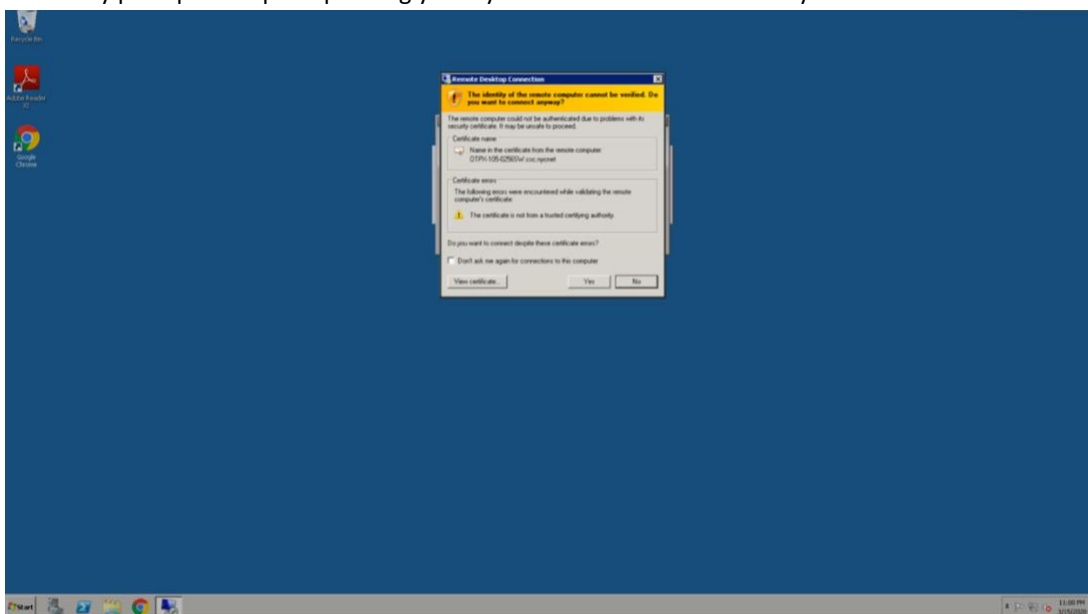 Recycle Bin
Adobe Reader
XI
Google
Chrome
Remote Desktop Connection
The identity of the remote computer cannot be verified. Do
you want to connect anyway?
The remote computer could not be authenticated due to problems with its
security certificate. It may be unsafe to proceed.
Certificate name
Name in the certificate from the remote computer:
Certificate errors
The following errors were encountered while validating the remote
computer's certificate:
The certificate is not from a trusted certifying authority.
Do you want to connect despite these certificate errors?
Don't ask me again for connections to this computer
View certificate...
Yes
No
Start
11:08 PM